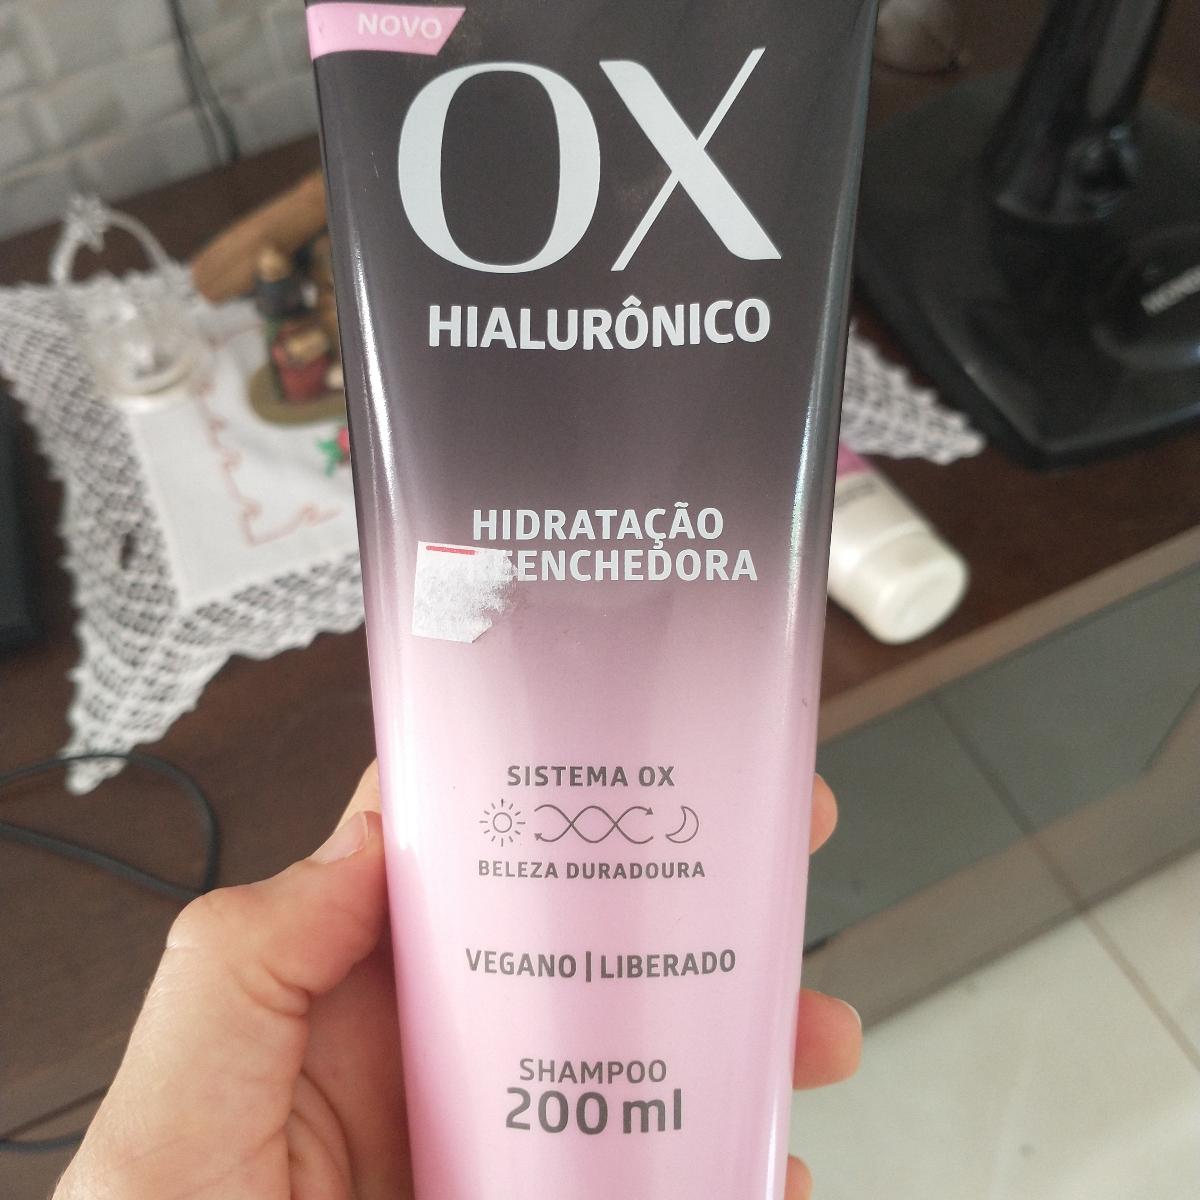 NOVO
OX
HIALURÔNICO
HIDRATAÇÃO
SISTEMA OX
BELEZA DURADOURA
VEGANO | LIBERADO
SHAMPOO
200 ml